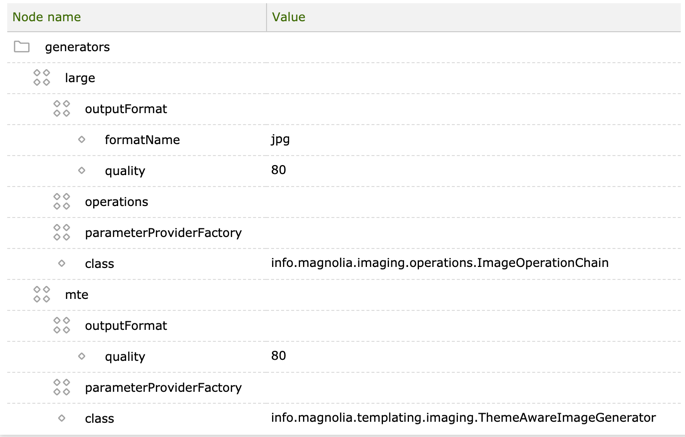 Node name Value
generators
large
outputFormat
formatName jpg
quality 80
operations
parameterProviderFactory
class info.magnolia.imaging.operations.ImageOperationChain
mte
outputFormat
quality 80
parameterProviderFactory
class info.magnolia.templating.imaging.ThemeAwareImageGenerator